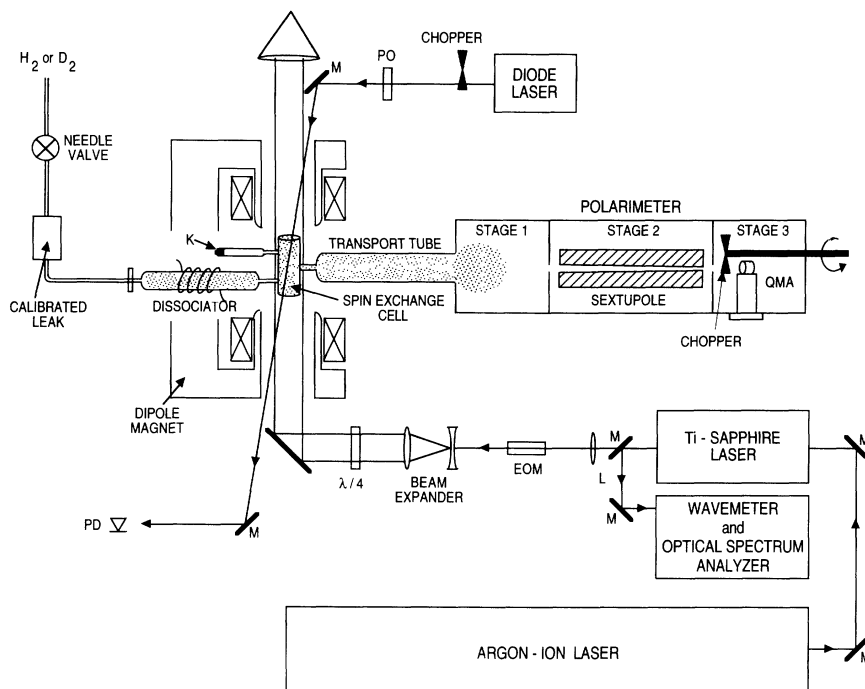 CHOPPER
PO
M
DIODE
LASER
H2 or D2
NEEDLE
VALVE
POLARIMETER
STAGE 1
STAGE 2
STAGE 3
K
TRANSPORT TUBE
CALIBRATED
LEAK
DISSOCIATOR
SPIN EXCHANGE
CELL
SEXTUPOLE
QMA
CHOPPER
DIPOLE
MAGNET
λ/4
BEAM
EXPANDER
EOM
L
M
Ti - SAPPHIRE
LASER
M
M
WAVEMETER
and
OPTICAL SPECTRUM
ANALYZER
PD
M
ARGON - ION LASER
M